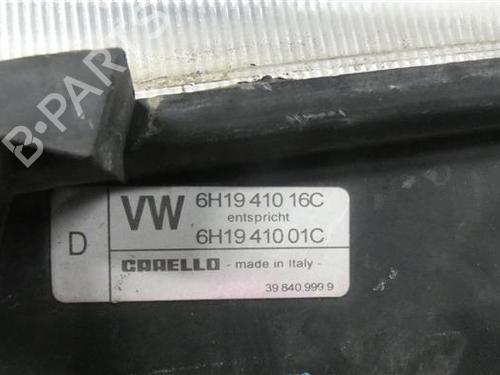 B-PARTS
VW 6H19 410 16C
entspricht
6H19 410 01C
D
CARELLO - made in Italy -
39 840 999 9